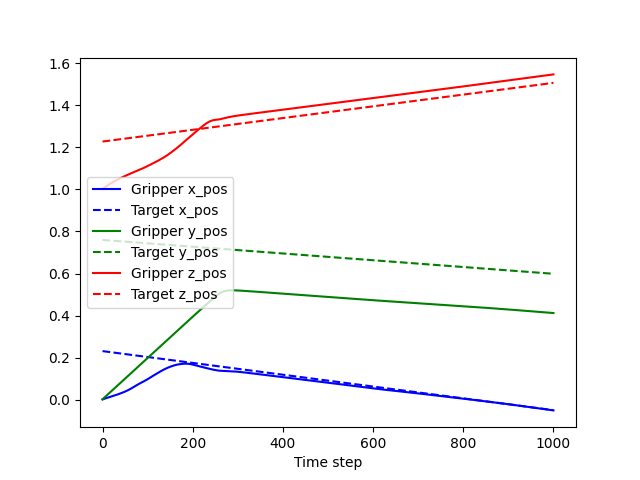 1.6
1.4
1.2
1.0
0.8
0.6
0.4
0.2
0.0
Gripper x_pos
Target x_pos
Gripper y_pos
Target y_pos
Gripper z_pos
Target z_pos
0 200 400 600 800 1000
Time step